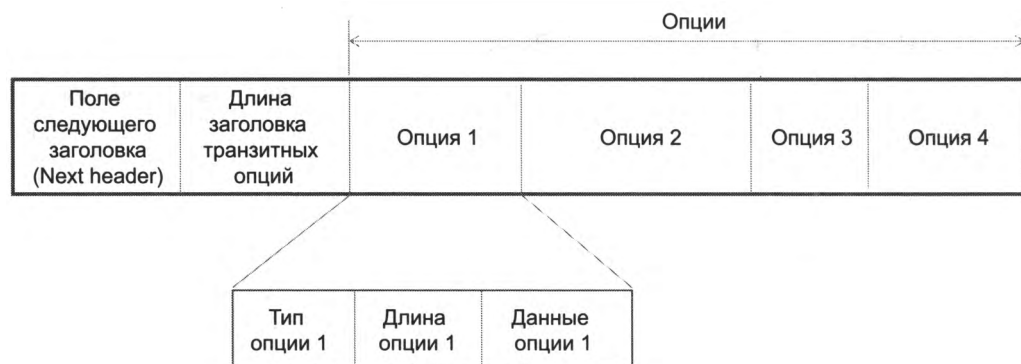 Опции
Поле
следующего
заголовка
(Next header)
Длина
заголовка
транзитных
опций
Опция 1
Опция 2
Опция 3
Опция 4
Тип
опции 1
Длина
опции 1
Данные
опции 1